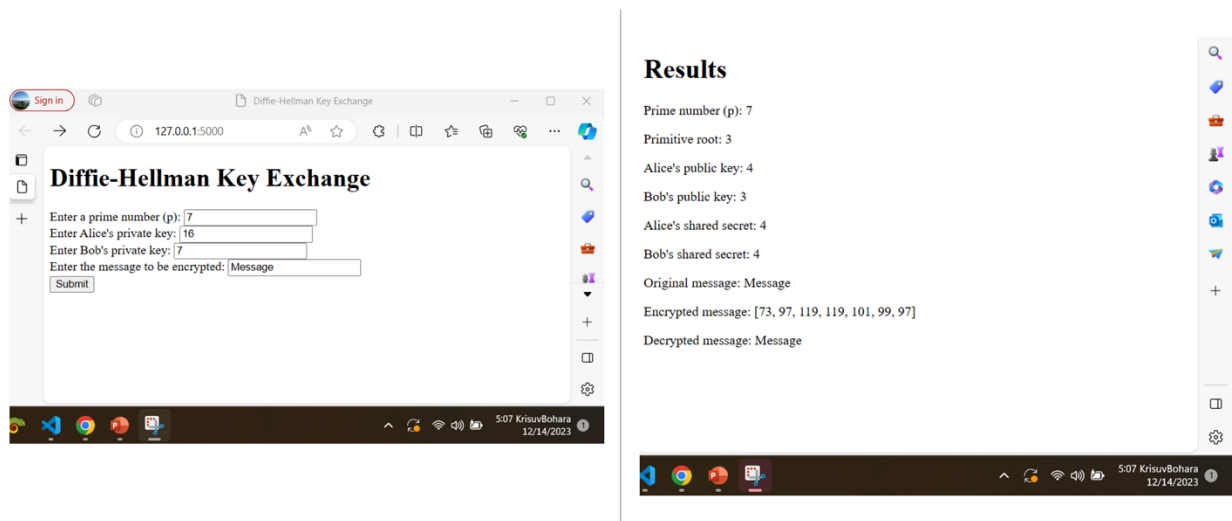 Sign in
Diffie-Hellman Key Exchange
127.0.0.1:5000
Diffie-Hellman Key Exchange
Enter a prime number (p): 7
Enter Alice's private key: 16
Enter Bob's private key: 7
Enter the message to be encrypted: Message
Submit
5:07 KrisuvBohara
12/14/2023
1
Results
Prime number (p): 7
Primitive root: 3
Alice's public key: 4
Bob's public key: 3
Alice's shared secret: 4
Bob's shared secret: 4
Original message: Message
Encrypted message: [73, 97, 119, 119, 101, 99, 97]
Decrypted message: Message
5:07 KrisuvBohara
12/14/2023
1